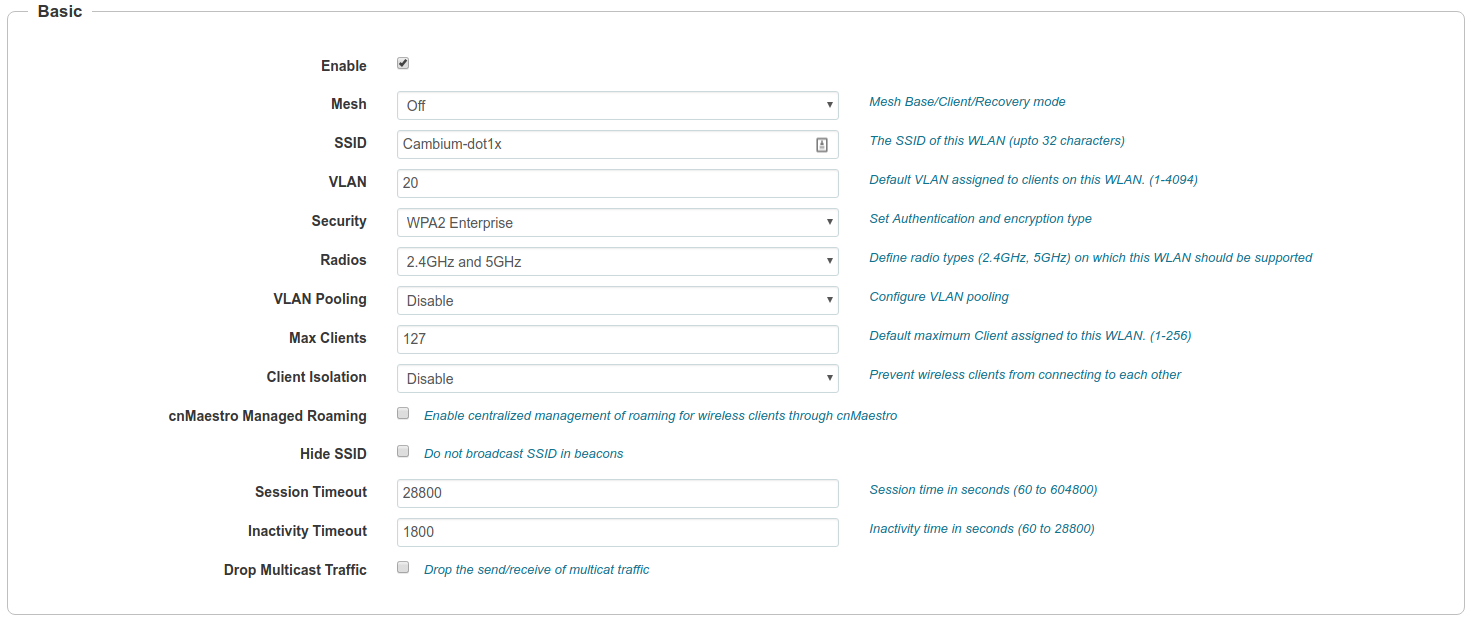 Basic
Enable
Mesh Off Mesh Base/Client/Recovery mode
SSID Cambium-dot1x The SSID of this WLAN (upto 32 characters)
VLAN 20 Default VLAN assigned to clients on this WLAN. (1-4094)
Security WPA2 Enterprise Set Authentication and encryption type
Radios 2.4GHz and 5GHz Define radio types (2.4GHz, 5GHz) on which this WLAN should be supported
VLAN Pooling Disable Configure VLAN pooling
Max Clients 127 Default maximum Client assigned to this WLAN. (1-256)
Client Isolation Disable Prevent wireless clients from connecting to each other
cnMaestro Managed Roaming Enable centralized management of roaming for wireless clients through cnMaestro
Hide SSID Do not broadcast SSID in beacons
Session Timeout 28800 Session time in seconds (60 to 604800)
Inactivity Timeout 1800 Inactivity time in seconds (60 to 28800)
Drop Multicast Traffic Drop the send/receive of multicat traffic